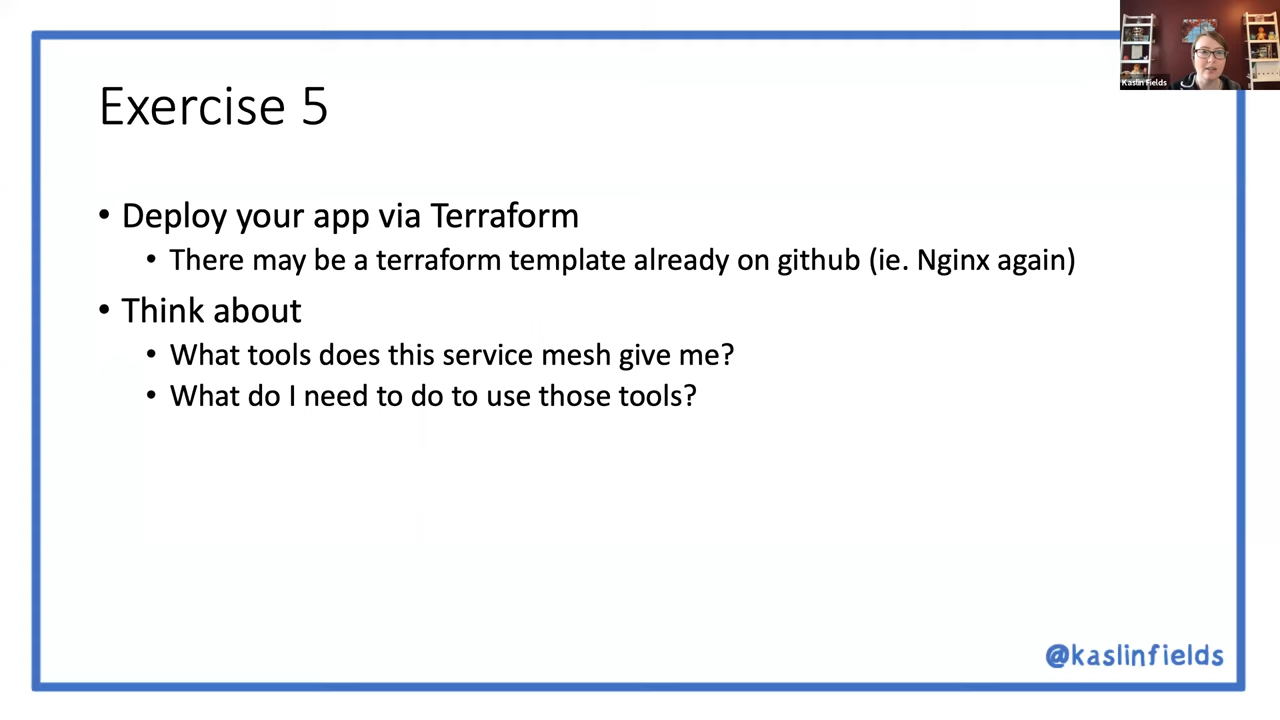 Kaslin Fields
Exercise 5
• Deploy your app via Terraform
• There may be a terraform template already on github (ie. Nginx again)
• Think about
• What tools does this service mesh give me?
• What do I need to do to use those tools?
@kaslinfields